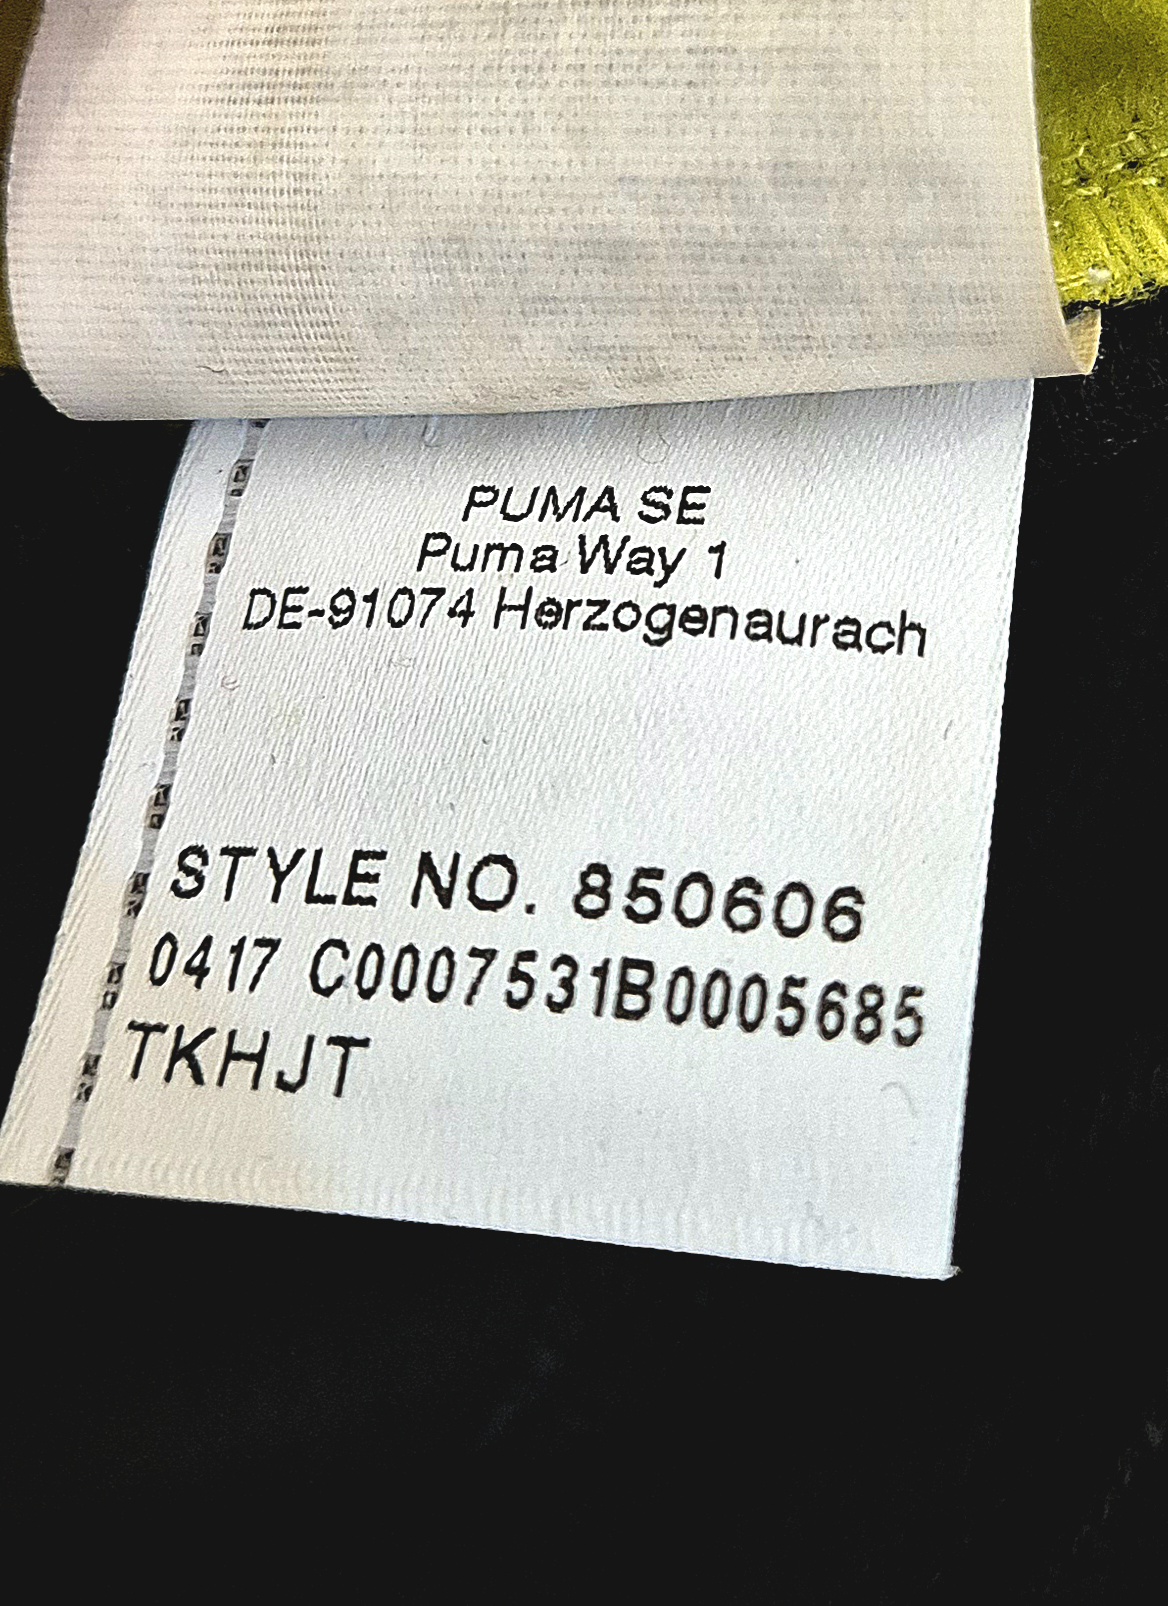 PUMA SE
Puma Way 1
DE-91074 Herzogenaurach
STYLE NO. 850606
0417 C0007531B0005685
TKHJT